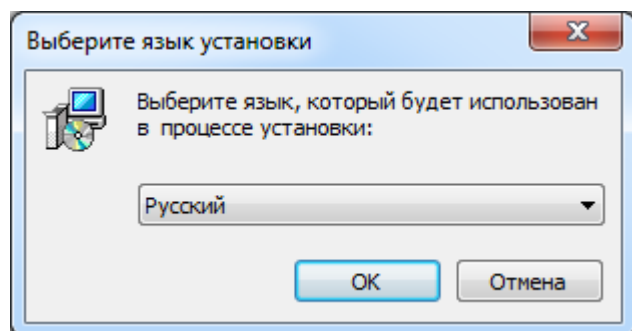 Выберите язык установки
Выберите язык, который будет использован
в процессе установки:
Русский
OK
Отмена